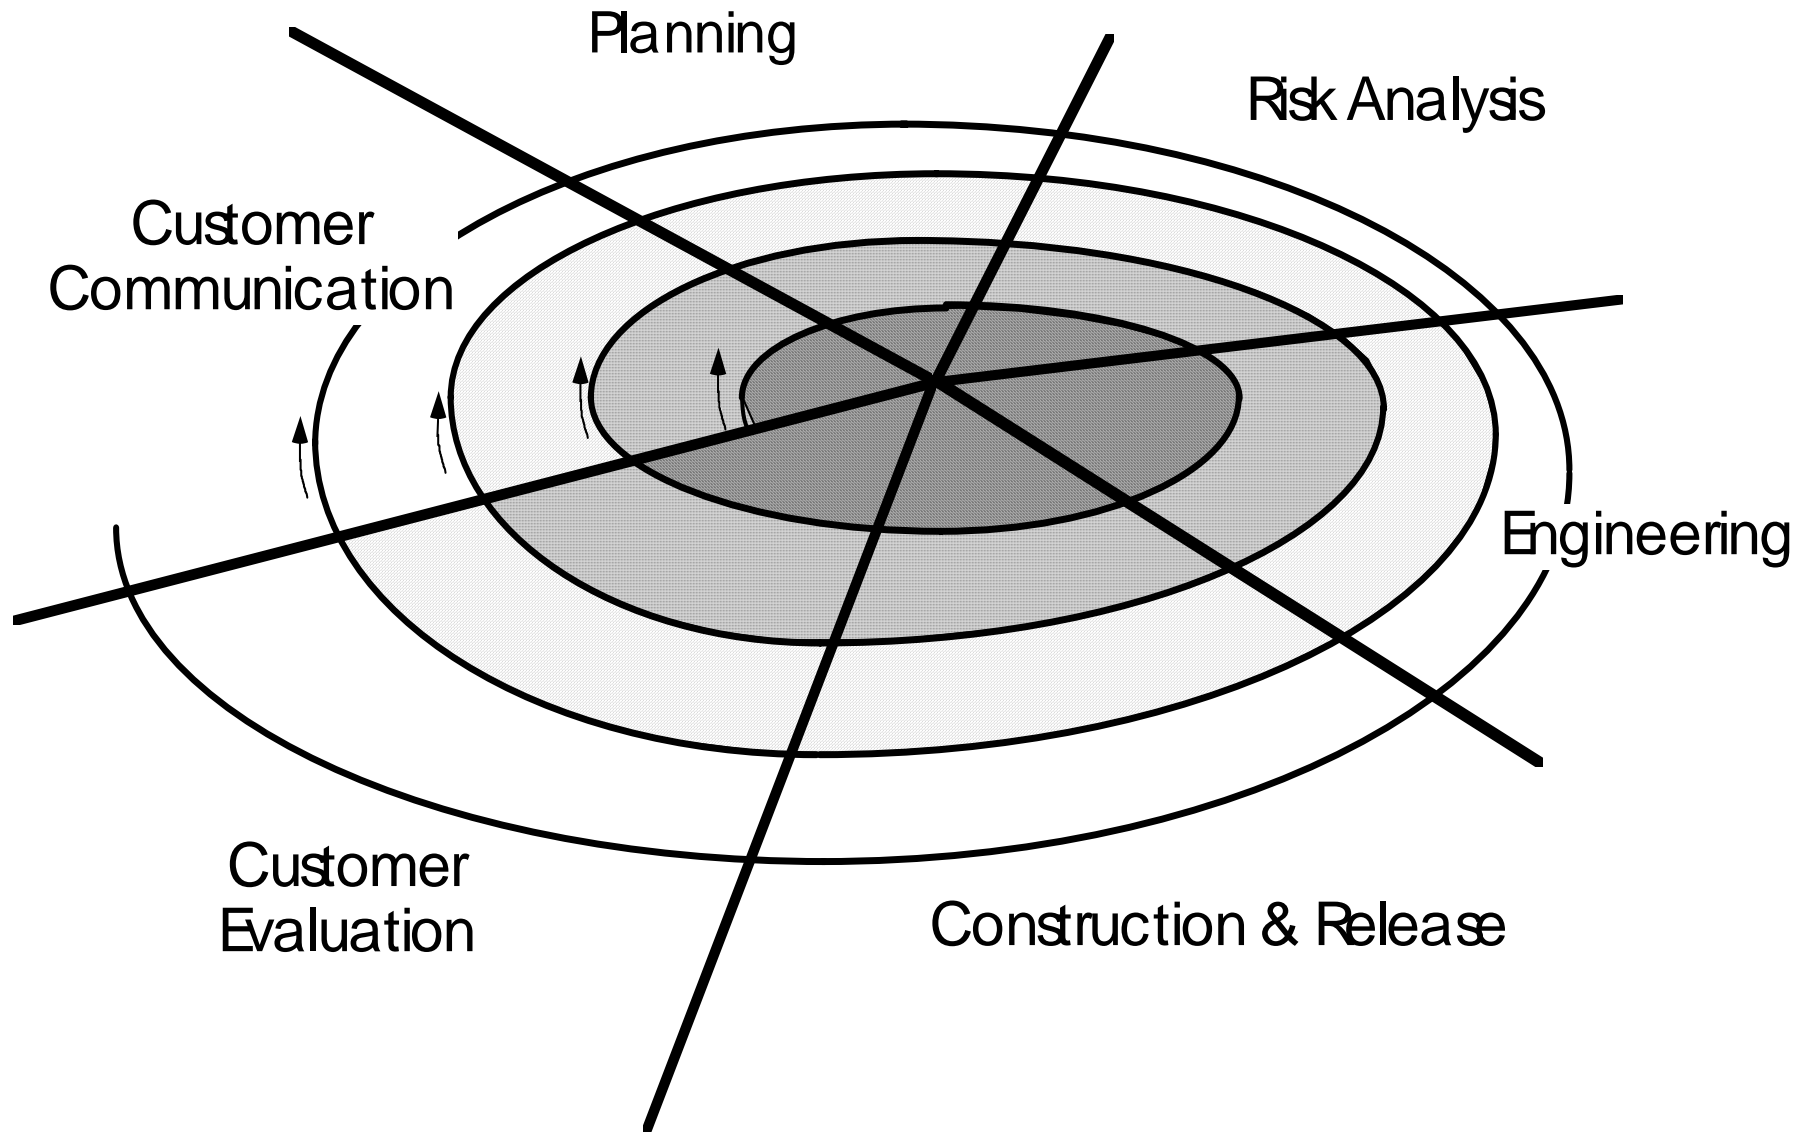 Planning
Risk Analysis
Customer
Communication
Engineering
Customer
Evaluation
Construction & Release